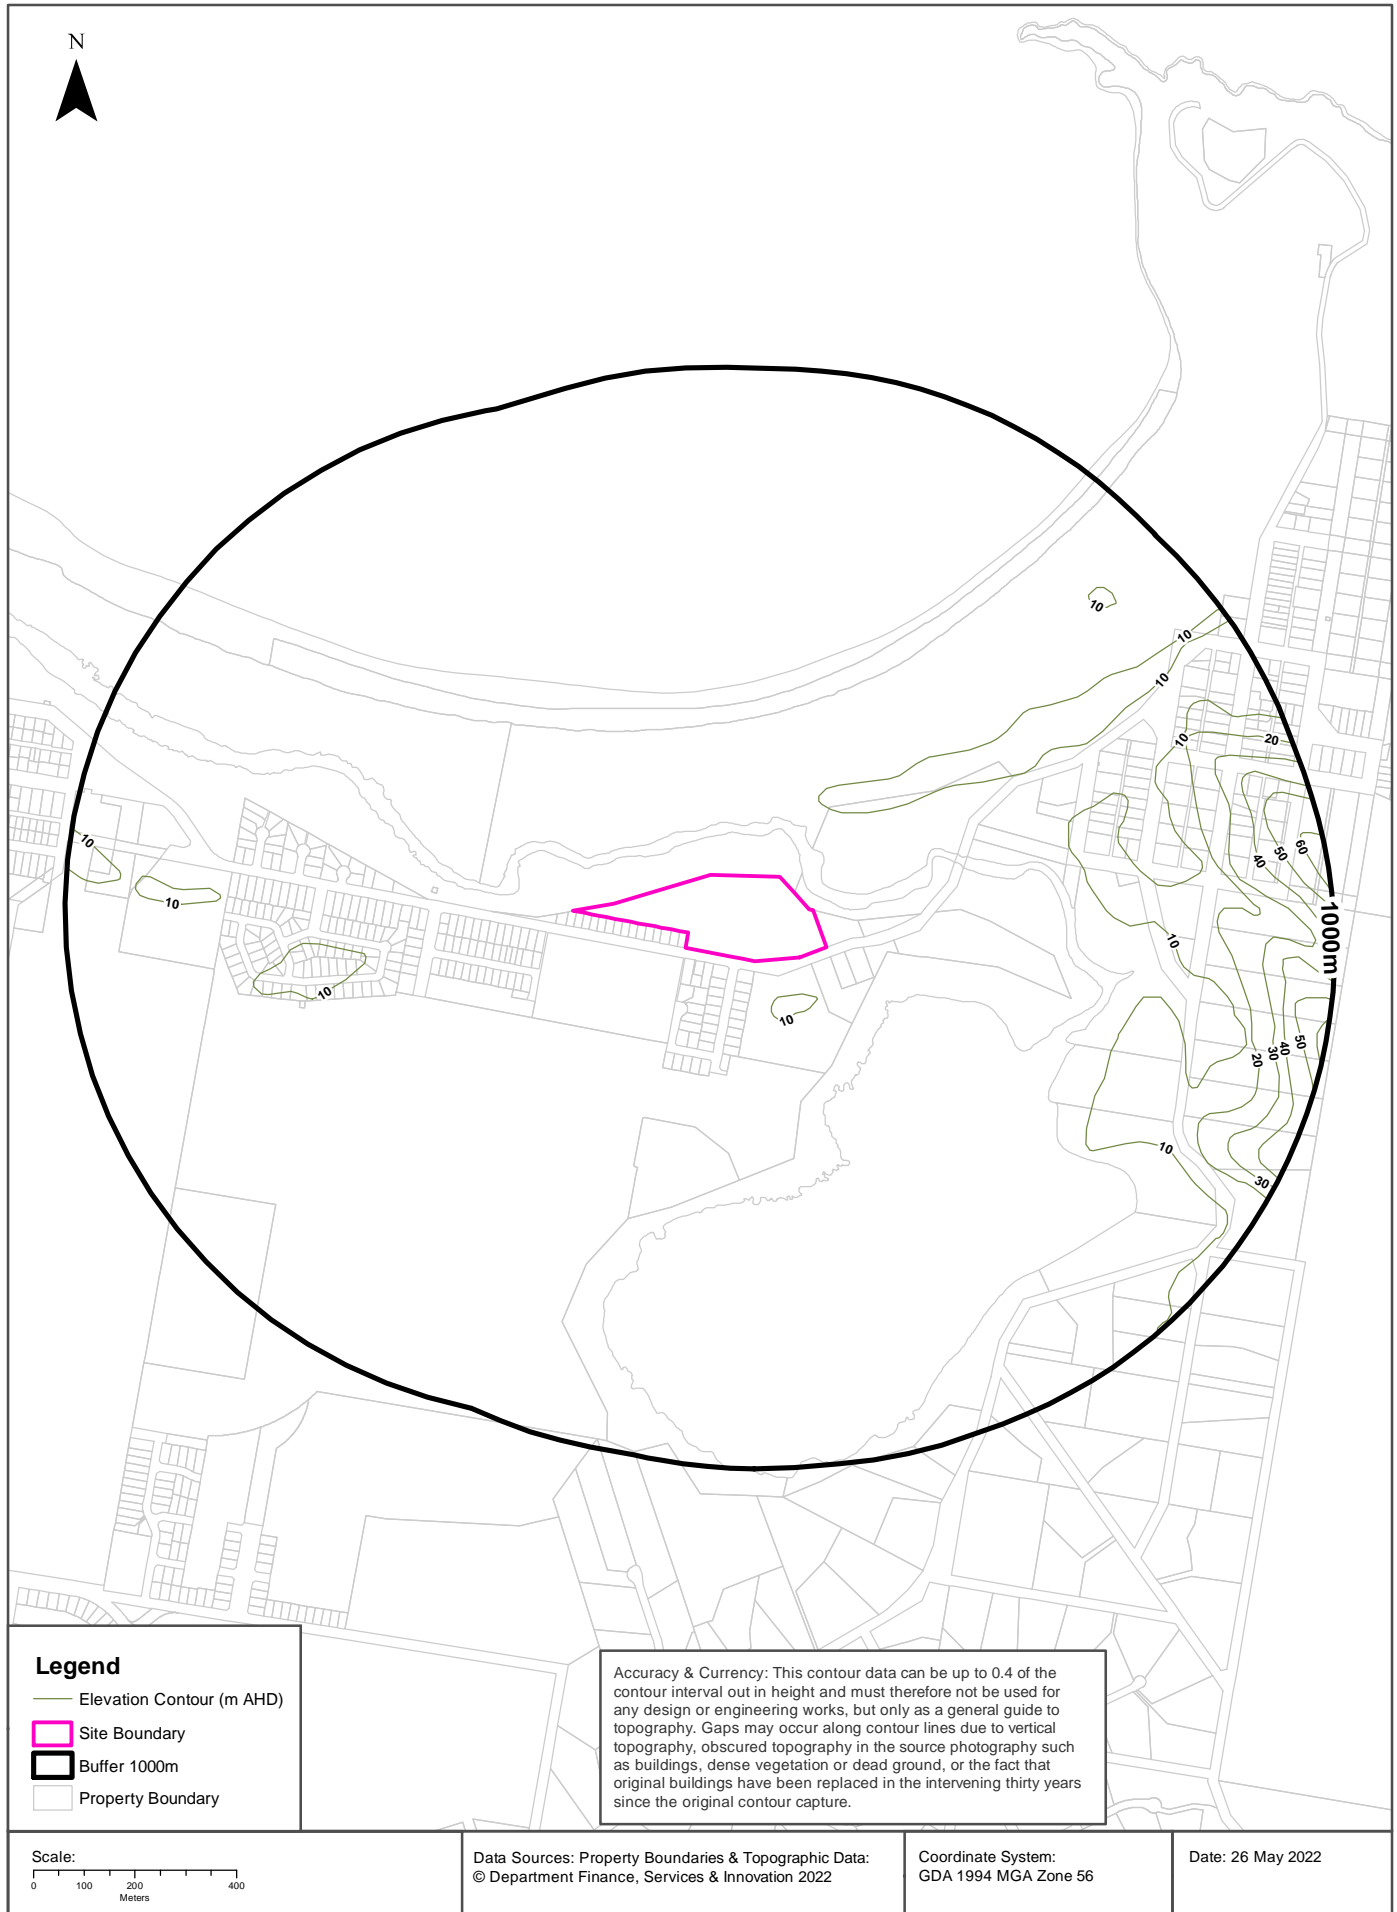 N
10
10
10
10
20
10
60
50
40
10
1000m
10
10
10
10
50
40
30
20
10
30
Legend
Elevation Contour (m AHD)
Site Boundary
Buffer 1000m
Property Boundary
Accuracy & Currency: This contour data can be up to 0.4 of the
contour interval out in height and must therefore not be used for
any design or engineering works, but only as a general guide to
topography. Gaps may occur along contour lines due to vertical
topography, obscured topography in the source photography such
as buildings, dense vegetation or dead ground, or the fact that
original buildings have been replaced in the intervening thirty years
since the original contour capture.
Scale:
0 100 200 400
Meters
Data Sources: Property Boundaries & Topographic Data:
© Department Finance, Services & Innovation 2022
Coordinate System:
GDA 1994 MGA Zone 56
Date: 26 May 2022